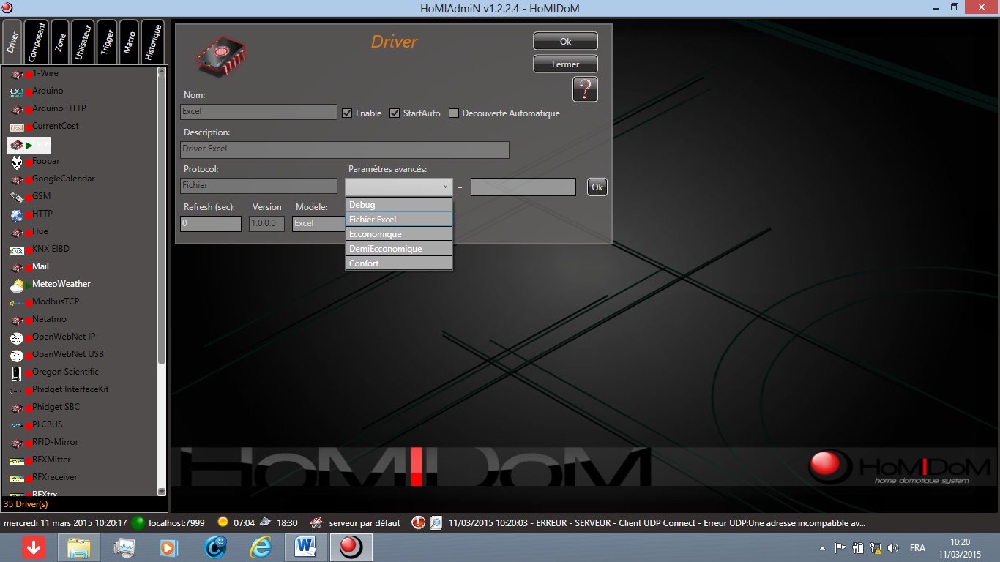 HoMIAdmiN v1.2.2.4 - HoMIDoM
Driver
Composant
Zone
Utilisateur
Trigger
Macro
Historique
1-Wire
Arduino
Arduino HTTP
CurrentCost
Excel
Foobar
GoogleCalendar
GSM
HTTP
Hue
KNX EIBD
Mail
MeteoWeather
ModbusTCP
Netatmo
OpenWebNet IP
OpenWebNet USB
Oregon Scientific
Phidget InterfaceKit
Phidget SBC
PLCBUS
RFID-Mirror
RFXMitter
RFXreceiver
RFXtrx
35 Driver(s)
Driver
Ok
Fermer
?
Nom:
Excel
Enable
StartAuto
Decouverte Automatique
Description:
Driver Excel
Protocol:
Paramètres avancés:
Fichier
=
Ok
Refresh (sec):
Version
Modele:
0
1.0.0.0
Excel
Debug
Fichier Excel
Ecconomique
DemiEcconomique
Confort
HoMIDoM
HoMIDoM
home domotique system
mercredi 11 mars 2015 10:20:17
localhost:7999
07:04
18:30
serveur par défaut
11/03/2015 10:20:03 - ERREUR - SERVEUR - Client UDP Connect - Erreur UDP:Une adresse incompatible av...
FRA
10:20
11/03/2015